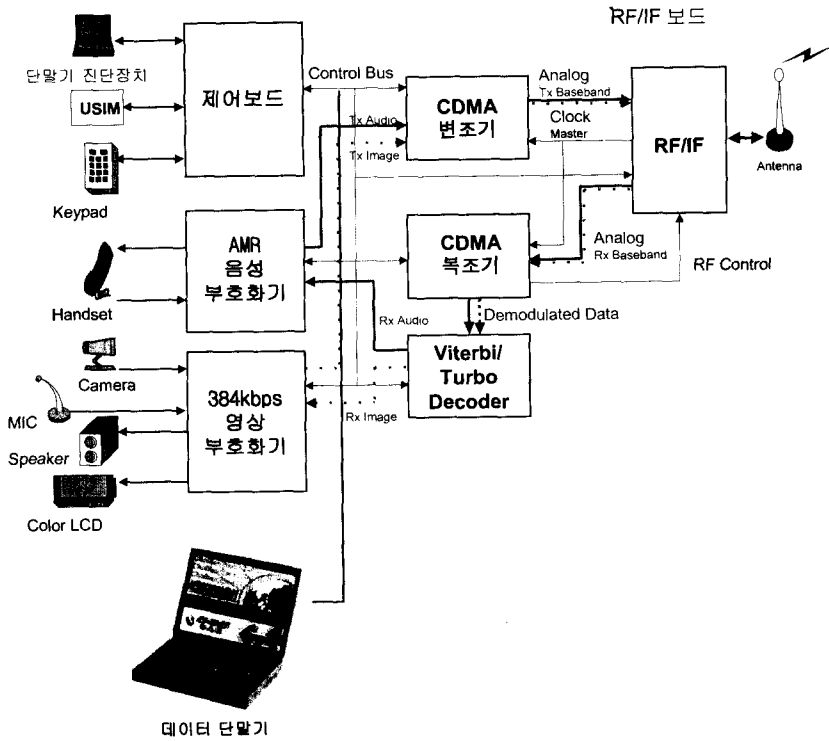 RF/IF 보드
단말기 진단장치
USIM
Keypad
제어보드
Control Bus
Tx Audio
Tx Image
CDMA
변조기
Analog
Tx Baseband
Clock
Master
RF/IF
Antenna
Handset
AMR
음성
부호화기
CDMA
복조기
Analog
Rx Baseband
RF Control
Rx Audio
Demodulated Data
Camera
MIC
Speaker
Color LCD
384kbps
영상
부호화기
Rx Image
Viterbi/
Turbo
Decoder
데이터 단말기